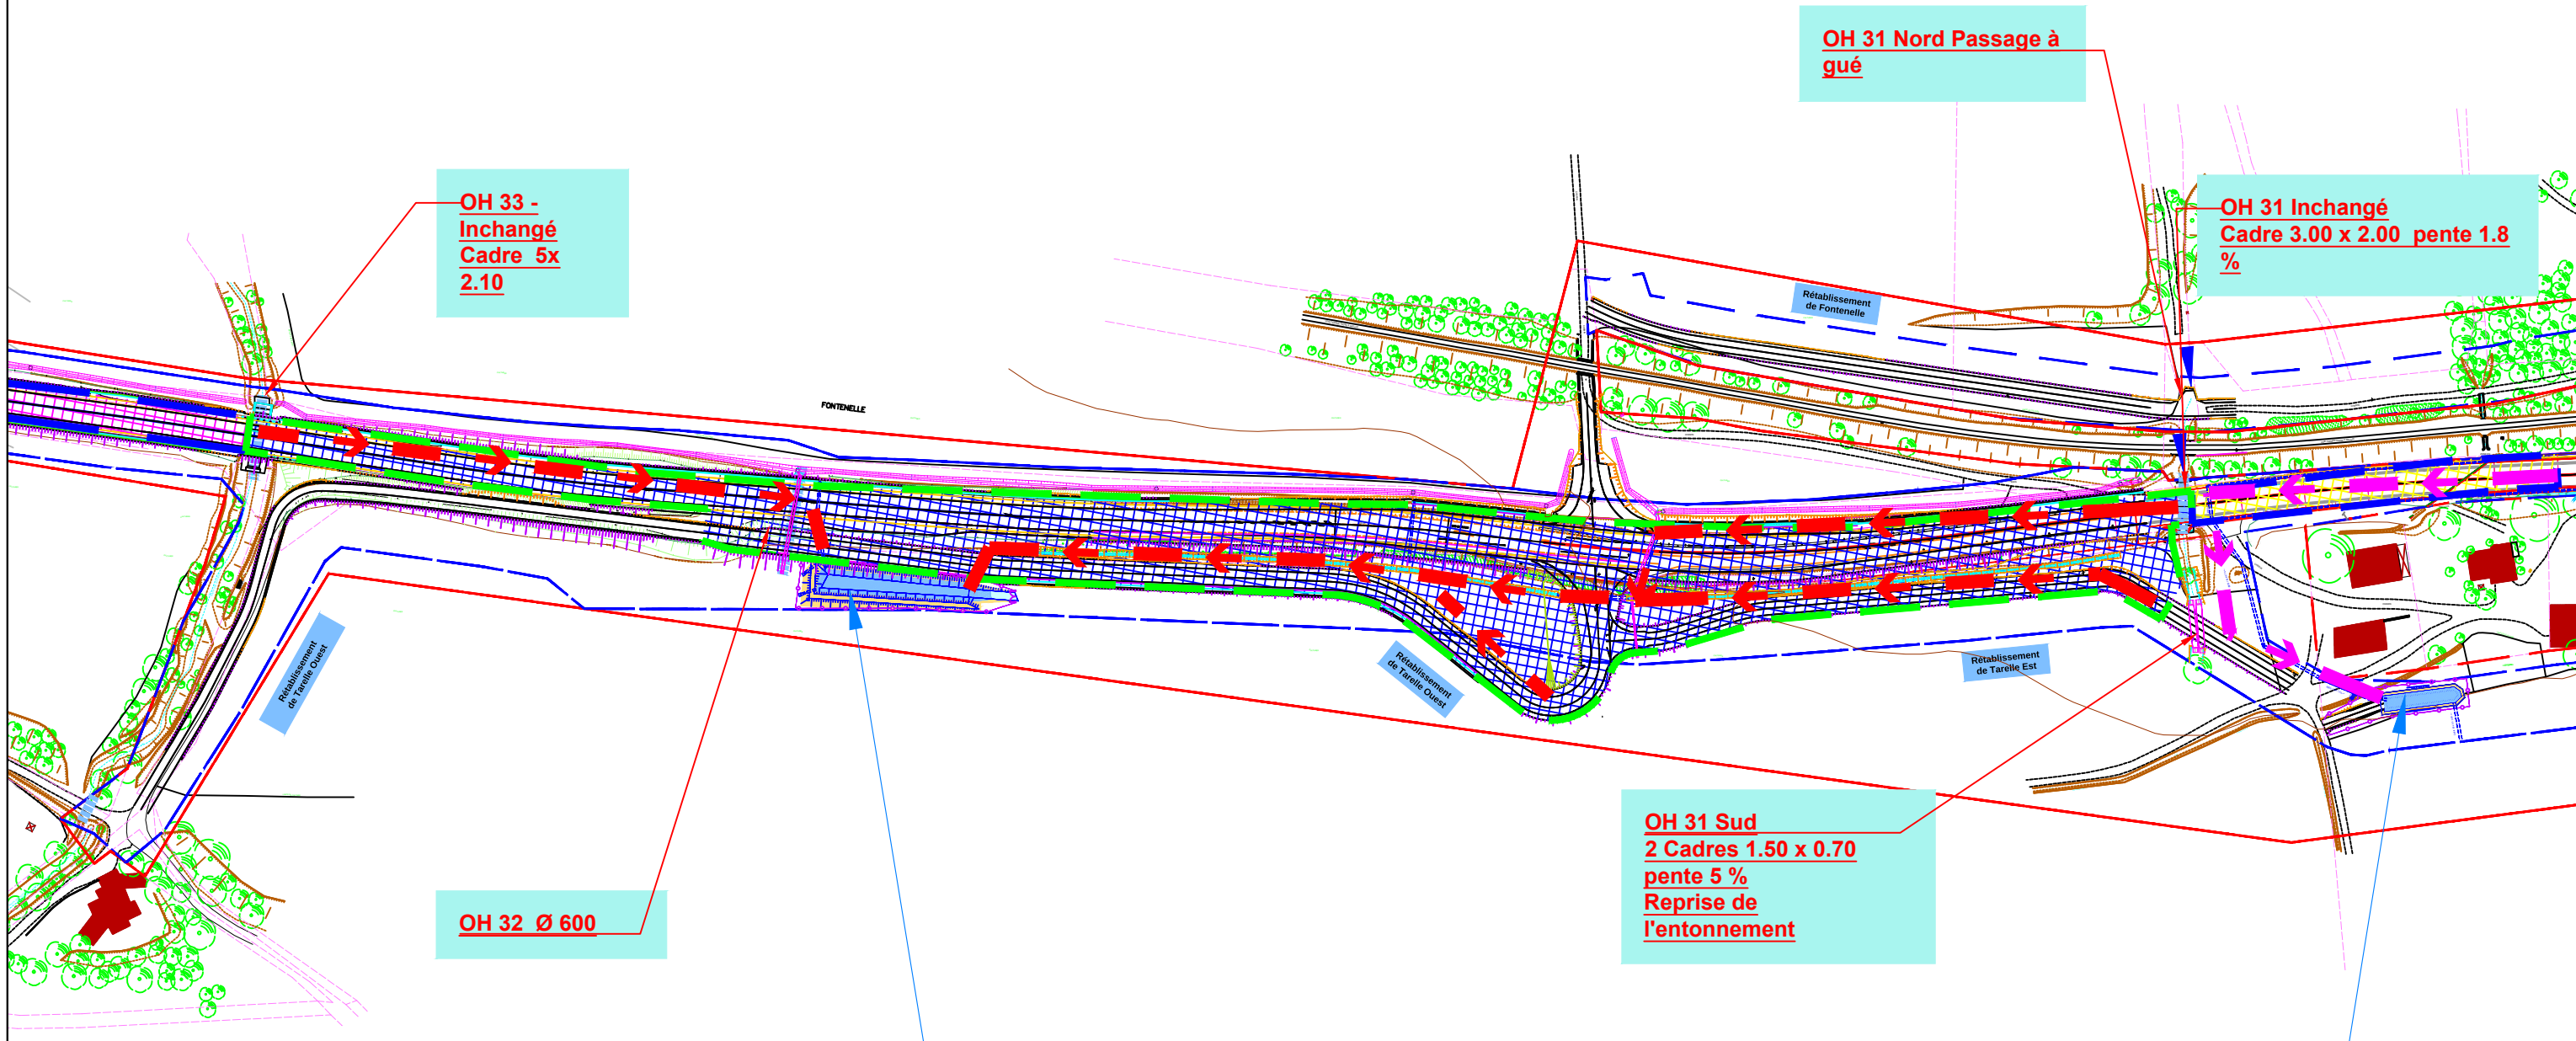 OH 31 Nord Passage à
gué
OH 33 -
Inchangé
Cadre 5x
2.10
OH 31 Inchangé
Cadre 3.00 x 2.00 pente 1.8
%
Rétablissement
de Fontenelle
FONTENELLE
Rétablissement
de Tarelle Ouest
Rétablissement
de Tarelle Ouest
Rétablissement
de Tarelle Est
OH 31 Sud
2 Cadres 1.50 x 0.70
pente 5 %
Reprise de
l'entonnement
OH 32 Ø 600